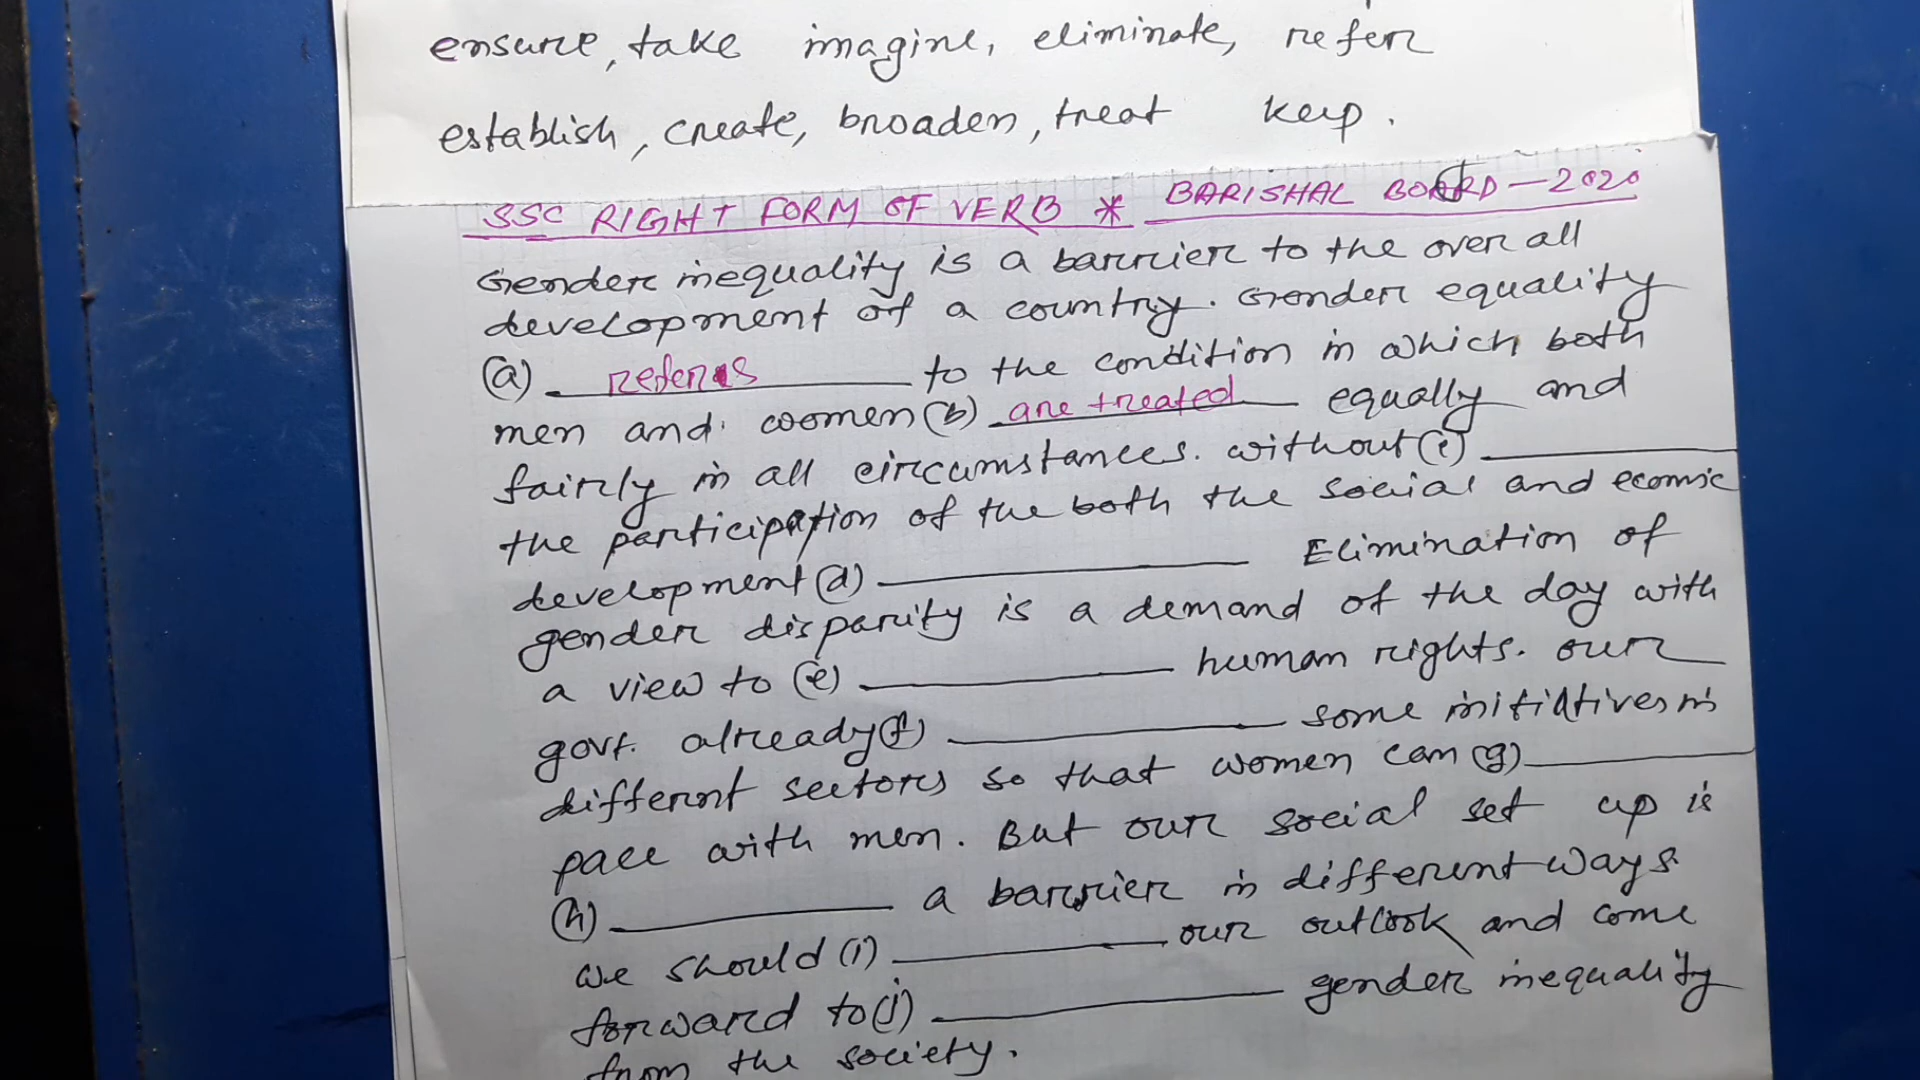 ensure, take imagine, eliminate, refer
establish, create, broaden, treat keep.
SSC RIGHT FORM OF VERB * BARISHAL BOARD-2020
Gender inequality is a barrier to the over all
development of a country. Gender equality
(a) refers to the condition in which both
men and women (b) are treated equally and
fairly in all circumstances. without (c)
the participation of the both the social and ecomic
development (d) Elimination of
gender disparity is a demand of the day with
a view to (e) human rights. our
govt. already (f) some initiatives in
different sectors so that women can (g)
pace with men. But our social set up is
(h) a barrier in different ways.
we should (i) our outlook and come
forward to (j) gender inequality
from the society.